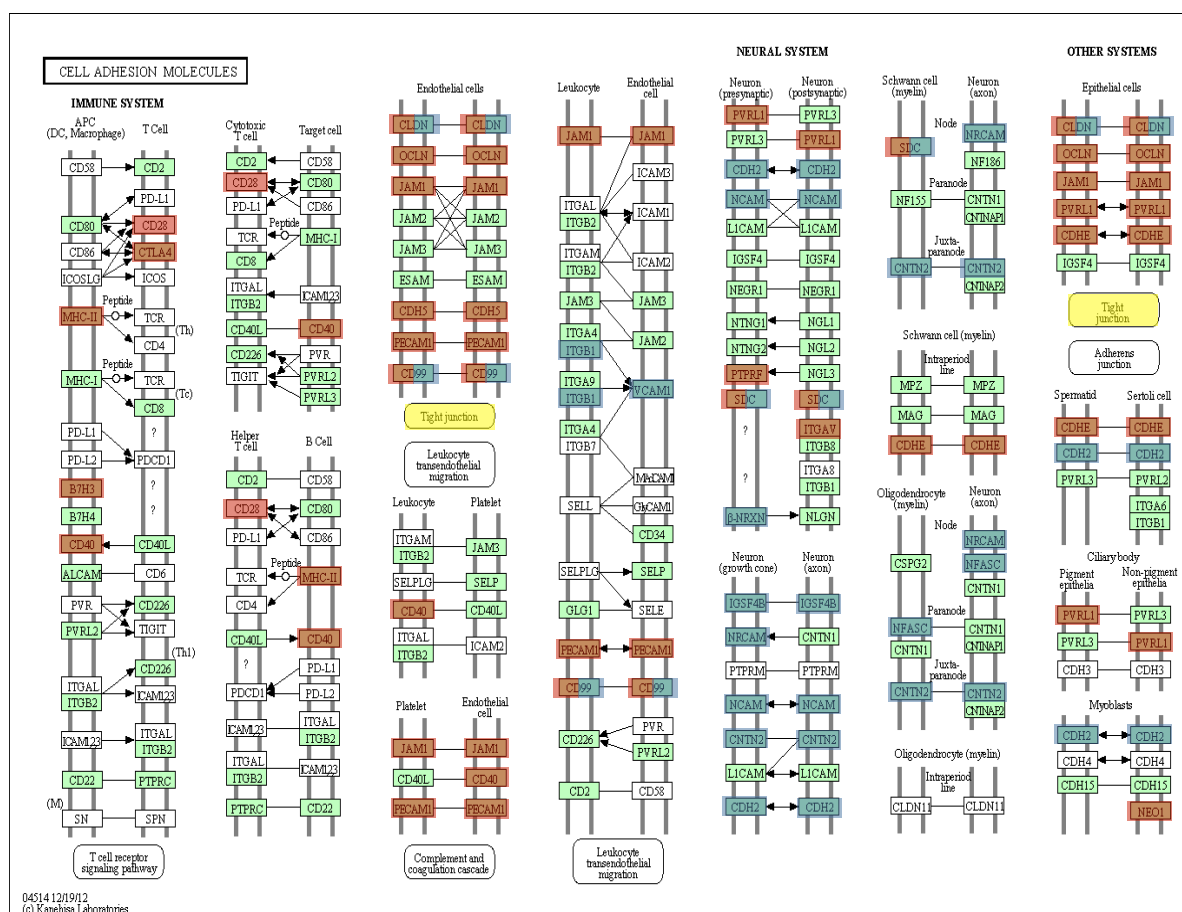 CELL ADHESION MOLECULES
IMMUNE SYSTEM
APC
(DC, Macrophage)
T Cell
CD58
CD2
PD-L1
CD80
CD28
CTLA4
CD86
ICOSLG
ICOS
MHC-II
Peptide
TCR
(Th)
CD4
MHC-I
Peptide
TCR
(Tc)
CD8
PD-L1
?
PD-L2
PDCD1
B7H3
?
B7H4
?
CD40
CD40L
ALCAM
CD6
PVR
CD226
PVRL2
TIGIT
(Th1)
CD226
ITGAL
ITGB2
ICAM123
ICAM123
ITGAL
ITGB2
CD22
PTPRC
(M)
SN
SPN
T cell receptor
signaling pathway
Cytotoxic
T cell
Target cell
CD2
CD58
CD28
CD80
PD-L1
CD86
Peptide
TCR
MHC-I
CD8
ITGAL
ITGB2
ICAM123
CD40L
CD40
CD226
PVR
TIGIT
PVRL2
PVRL3
Helper
T cell
B Cell
CD2
CD58
CD28
CD80
PD-L1
CD86
Peptide
TCR
MHC-II
CD4
CD40L
CD40
?
PD-L1
PDCD1
PD-L2
ICAM123
ITGAL
ITGB2
ITGAL
ITGB2
ICAM123
PTPRC
CD22
Endothelial cells
CLDN
CLDN
OCLN
OCLN
JAM1
JAM1
JAM2
JAM2
JAM3
JAM3
ESAM
ESAM
CDH5
CDH5
PECAM1
PECAM1
CD99
CD99
Tight junction
Leukocyte
transendothelial
migration
Leukocyte
Platelet
ITGAM
ITGB2
JAM3
SELPLG
SELP
CD40
CD40L
ITGAL
ITGB2
ICAM2
Platelet
Endothelial
cell
JAM1
JAM1
CD40L
CD40
PECAM1
PECAM1
Complement and
coagulation cascade
Leukocyte
Endothelial
cell
JAM1
JAM1
ICAM3
ITGAL
ITGB2
ICAM1
ITGAM
ITGB2
ICAM2
JAM3
JAM3
ITGA4
ITGB1
JAM2
ITGA9
ITGB1
VCAM1
ITGA4
ITGB7
MAdCAM1
SELL
GlyCAM1
CD34
SELPLG
SELP
GLG1
SELE
PECAM1
PECAM1
CD99
CD99
PVR
CD226
PVRL2
CD2
CD58
Leukocyte
transendothelial
migration
NEURAL SYSTEM
Neuron
(presynaptic)
Neuron
(postsynaptic)
PVRL1
PVRL3
PVRL3
PVRL1
CDH2
CDH2
NCAM
NCAM
L1CAM
L1CAM
IGSF4
IGSF4
NEGR1
NEGR1
NTNG1
NGL1
NTNG2
NGL2
PTPRF
NGL3
SDC
SDC
?
ITGAV
ITGB8
?
ITGA8
ITGB1
β-NRXN
NLGN
Neuron
(growth cone)
Neuron
(axon)
IGSF4B
IGSF4B
NRCAM
CNTN1
PTPRM
PTPRM
NCAM
NCAM
CNTN2
CNTN2
L1CAM
L1CAM
CDH2
CDH2
Schwann cell
(myelin)
Neuron
(axon)
Node
NRCAM
SDC
NF186
Paranode
NF155
CNTN1
CNTNAP1
Juxta-
paranode
CNTN2
CNTN2
CNTNAP2
Schwann cell (myelin)
Intraperiod
line
MPZ
MPZ
MAG
MAG
CDHE
CDHE
Oligodendrocyte
(myelin)
Neuron
(axon)
Node
NRCAM
NFASC
CSPG2
CNTN1
Paranode
NFASC
CNTN1
CNTN1
CNTNAP1
Juxta-
paranode
CNTN2
CNTN2
CNTNAP2
Oligodendrocyte (myelin)
Intraperiod
line
CLDN11
CLDN11
OTHER SYSTEMS
Epithelial cells
CLDN
CLDN
OCLN
OCLN
JAM1
JAM1
PVRL1
PVRL1
CDHE
CDHE
IGSF4
IGSF4
Tight
junction
Adherens
junction
Spermatid
Sertoli cell
CDHE
CDHE
CDH2
CDH2
PVRL3
PVRL2
ITGA6
ITGB1
Ciliary body
Pigment
epithelia
Non-pigment
epithelia
PVRL1
PVRL3
PVRL3
PVRL1
CDH3
CDH3
Myoblasts
CDH2
CDH2
CDH4
CDH4
CDH15
CDH15
NEO1
04514 12/19/12
(c) Kanehisa Laboratories